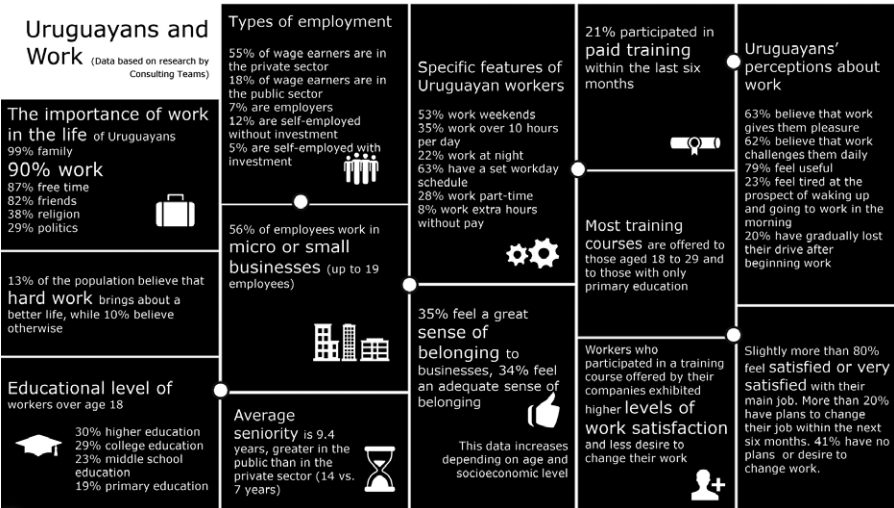 Uruguayans and
Work (Data based on research by
Consulting Teams)
The importance of work
in the life of Uruguayans
99% family
90% work
87% free time
82% friends
38% religion
29% politics
13% of the population believe that
hard work brings about a
better life, while 10% believe
otherwise
Educational level of
workers over age 18
30% higher education
29% college education
23% middle school
education
19% primary education
Types of employment
55% of wage earners are in
the private sector
18% of wage earners are in
the public sector
7% are employers
12% are self-employed
without investment
5% are self-employed with
investment
56% of employees work in
micro or small
businesses (up to 19
employees)
Average
seniority is 9.4
years, greater in the
public than in the
private sector (14 vs.
7 years)
Specific features of
Uruguayan workers
53% work weekends
35% work over 10 hours
per day
22% work at night
63% have a set workday
schedule
28% work part-time
8% work extra hours
without pay
35% feel a great
sense of
belonging to
businesses, 34% feel
an adequate sense of
belonging
This data increases
depending on age and
socioeconomic level
21% participated in
paid training
within the last six
months
Most training
courses are offered to
those aged 18 to 29 and
to those with only
primary education
Workers who
participated in a training
course offered by their
companies exhibited
higher levels of
work satisfaction
and less desire to
change their work
Uruguayans'
perceptions about
work
63% believe that work
gives them pleasure
62% believe that work
challenges them daily
79% feel useful
23% feel tired at the
prospect of waking up
and going to work in the
morning
20% have gradually lost
their drive after
beginning work
Slightly more than 80%
feel satisfied or very
satisfied with their
main job. More than 20%
have plans to change
their job within the next
six months. 41% have no
plans or desire to
change work.